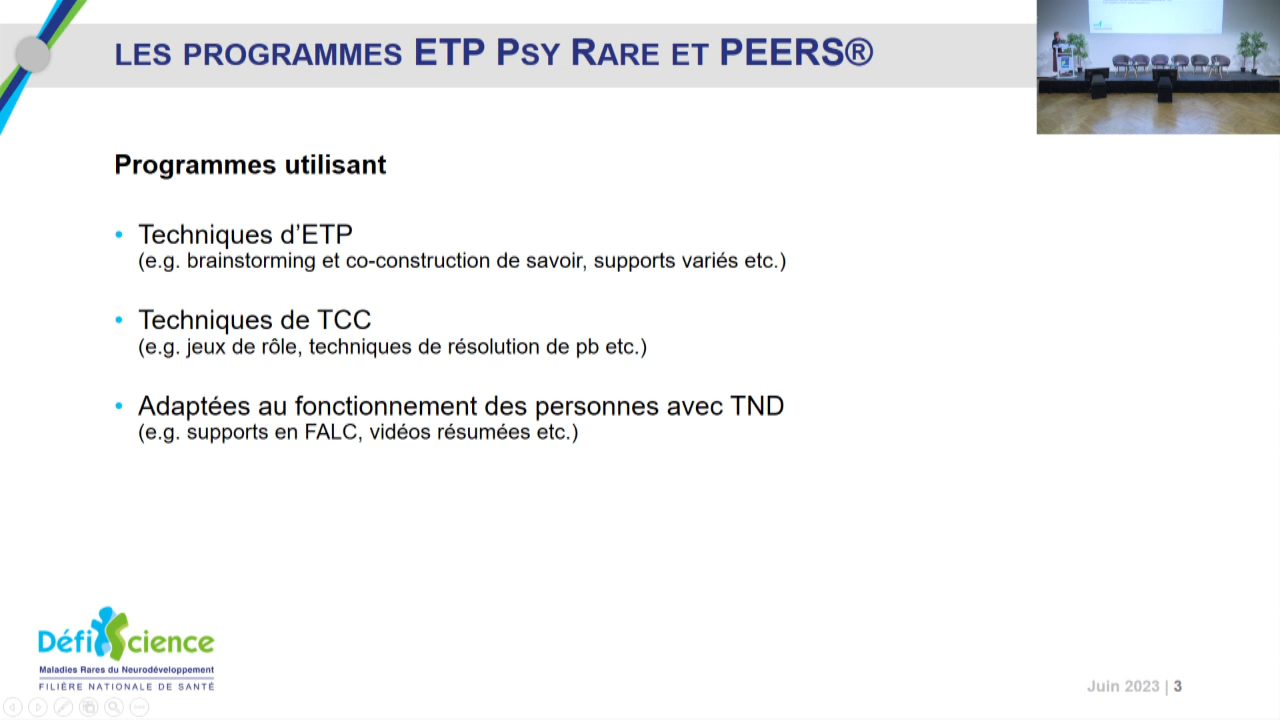 LES PROGRAMMES ETP PSY RARE ET PEERS®
Programmes utilisant
• Techniques d’ETP
(e.g. brainstorming et co-construction de savoir, supports variés etc.)
• Techniques de TCC
(e.g. jeux de rôle, techniques de résolution de pb etc.)
• Adaptées au fonctionnement des personnes avec TND
(e.g. supports en FALC, vidéos résumées etc.)
DéfiScience
Maladies Rares du Neurodéveloppement
FILIÈRE NATIONALE DE SANTÉ
Juin 2023 | 3